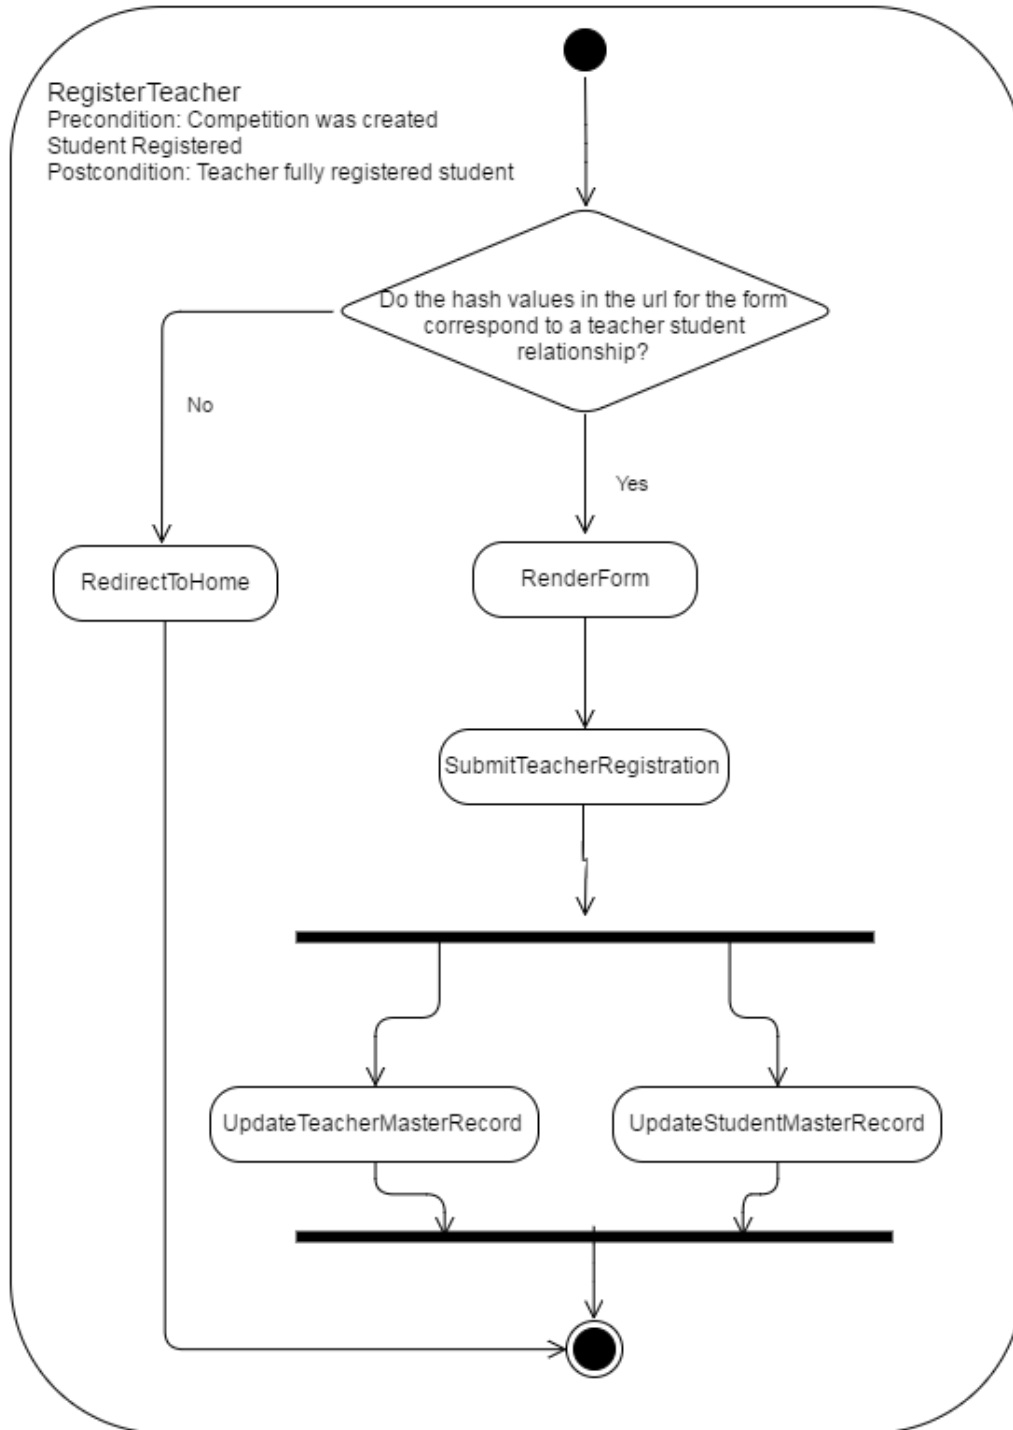 RegisterTeacher
Precondition: Competition was created
Student Registered
Postcondition: Teacher fully registered student
Do the hash values in the url for the form
correspond to a teacher student
relationship?
No
Yes
RedirectToHome
RenderForm
SubmitTeacherRegistration
UpdateTeacherMasterRecord
UpdateStudentMasterRecord